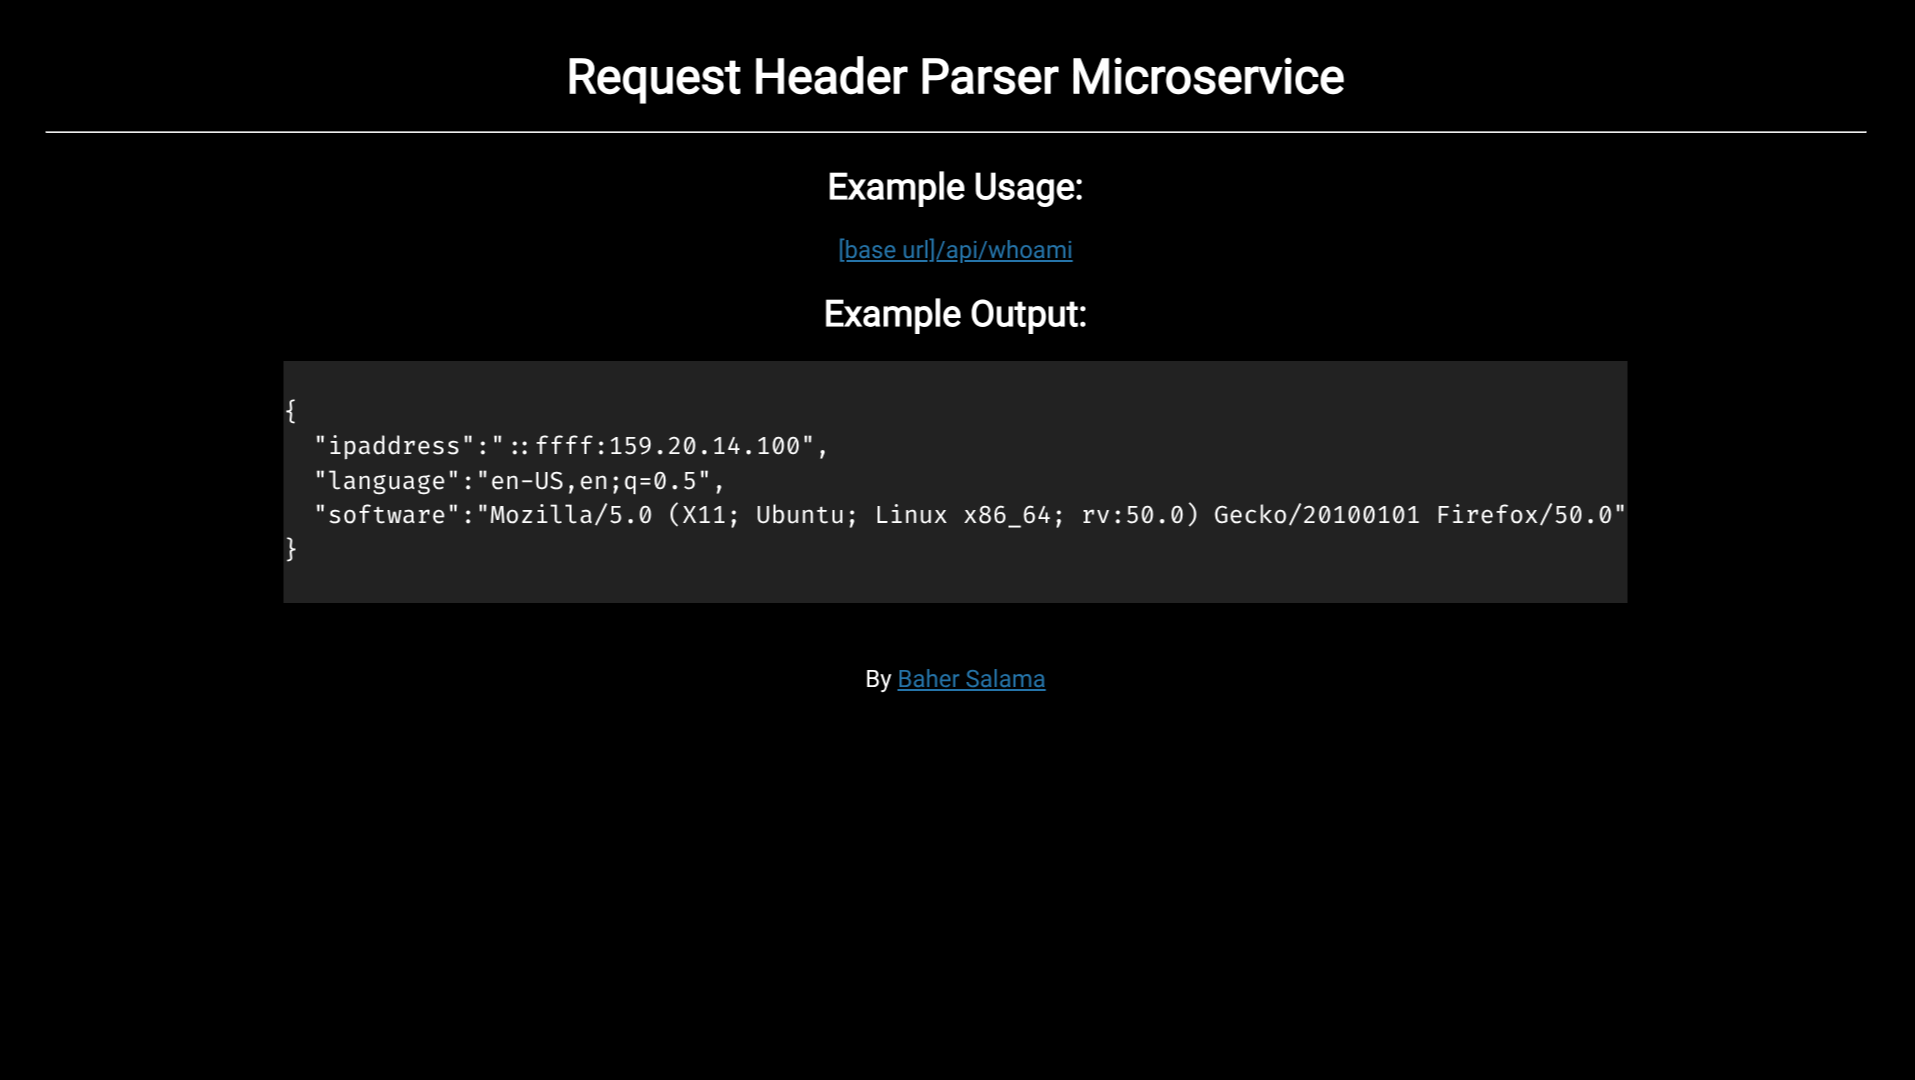 Request Header Parser Microservice
Example Usage:
[base url]/api/whoami
Example Output:
{
  "ipaddress":"::ffff:159.20.14.100",
  "language":"en-US,en;q=0.5",
  "software":"Mozilla/5.0 (X11; Ubuntu; Linux x86_64; rv:50.0) Gecko/20100101 Firefox/50.0"
}
By Baher Salama